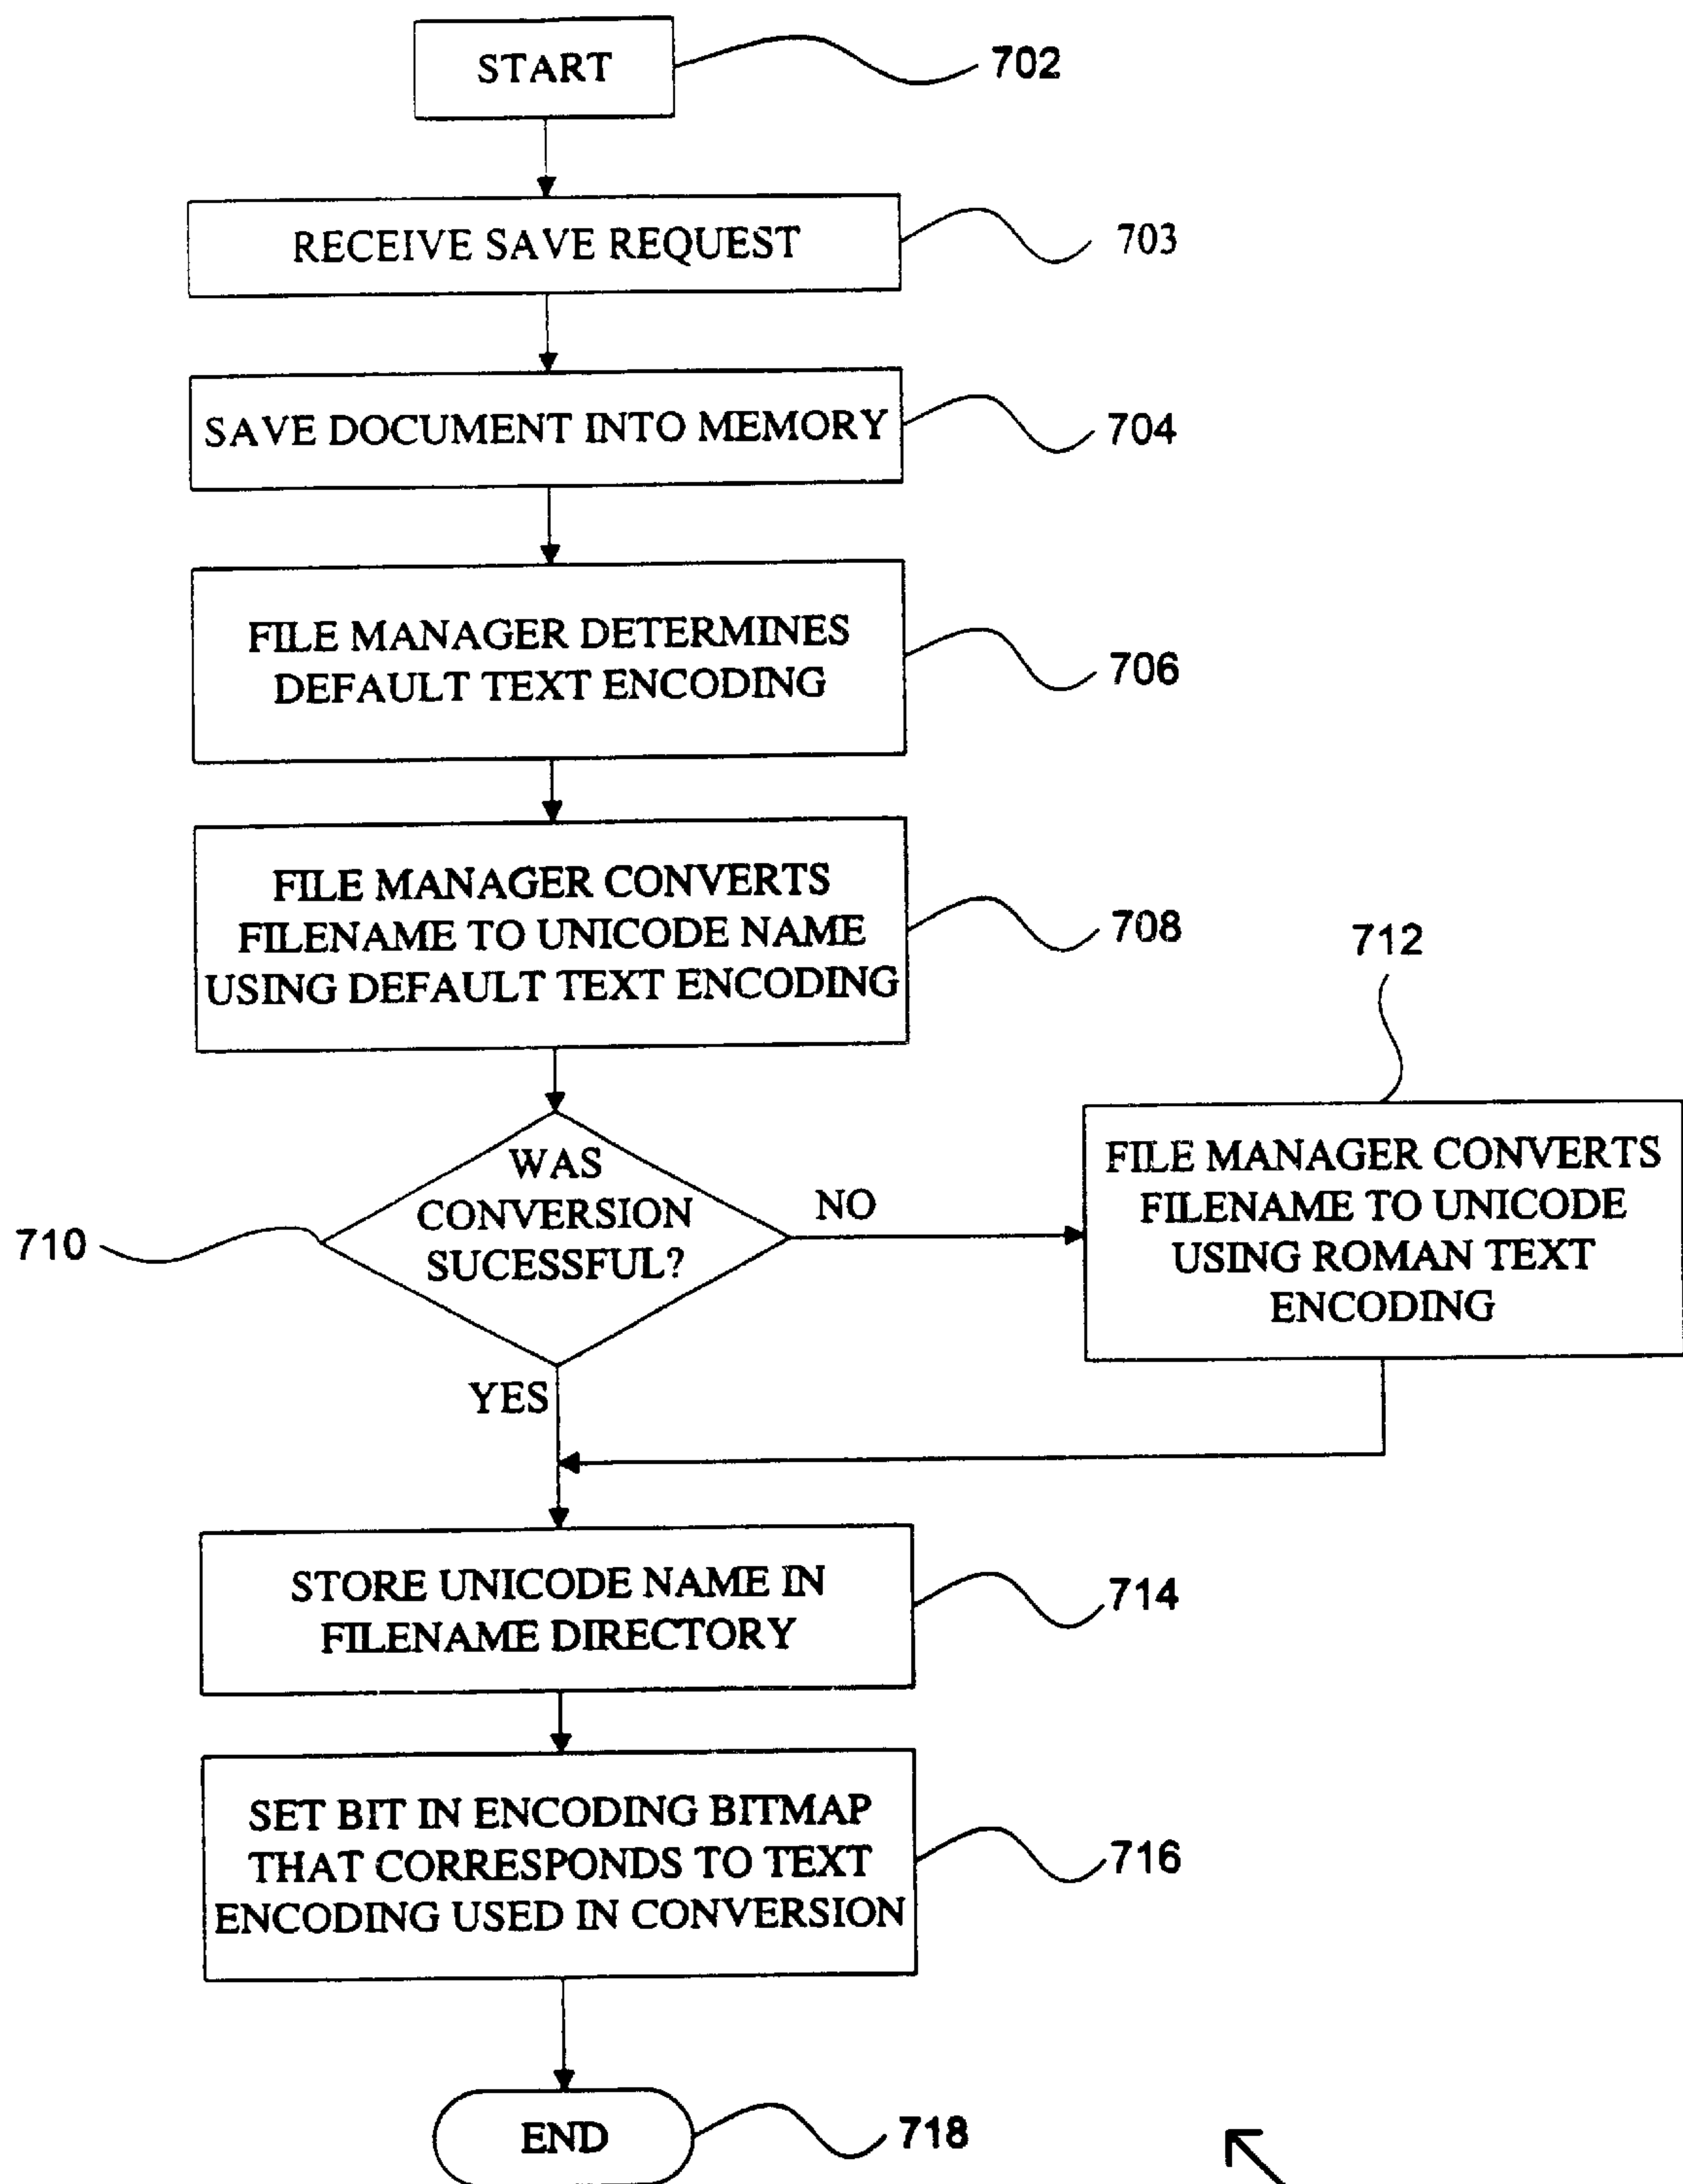 START
702
RECEIVE SAVE REQUEST
703
SAVE DOCUMENT INTO MEMORY
704
FILE MANAGER DETERMINES
DEFAULT TEXT ENCODING
706
FILE MANAGER CONVERTS
FILENAME TO UNICODE NAME
USING DEFAULT TEXT ENCODING
708
712
WAS
CONVERSION
SUCESSFUL?
710
NO
YES
FILE MANAGER CONVERTS
FILENAME TO UNICODE
USING ROMAN TEXT
ENCODING
STORE UNICODE NAME IN
FILENAME DIRECTORY
714
SET BIT IN ENCODING BITMAP
THAT CORRESPONDS TO TEXT
ENCODING USED IN CONVERSION
716
END
718